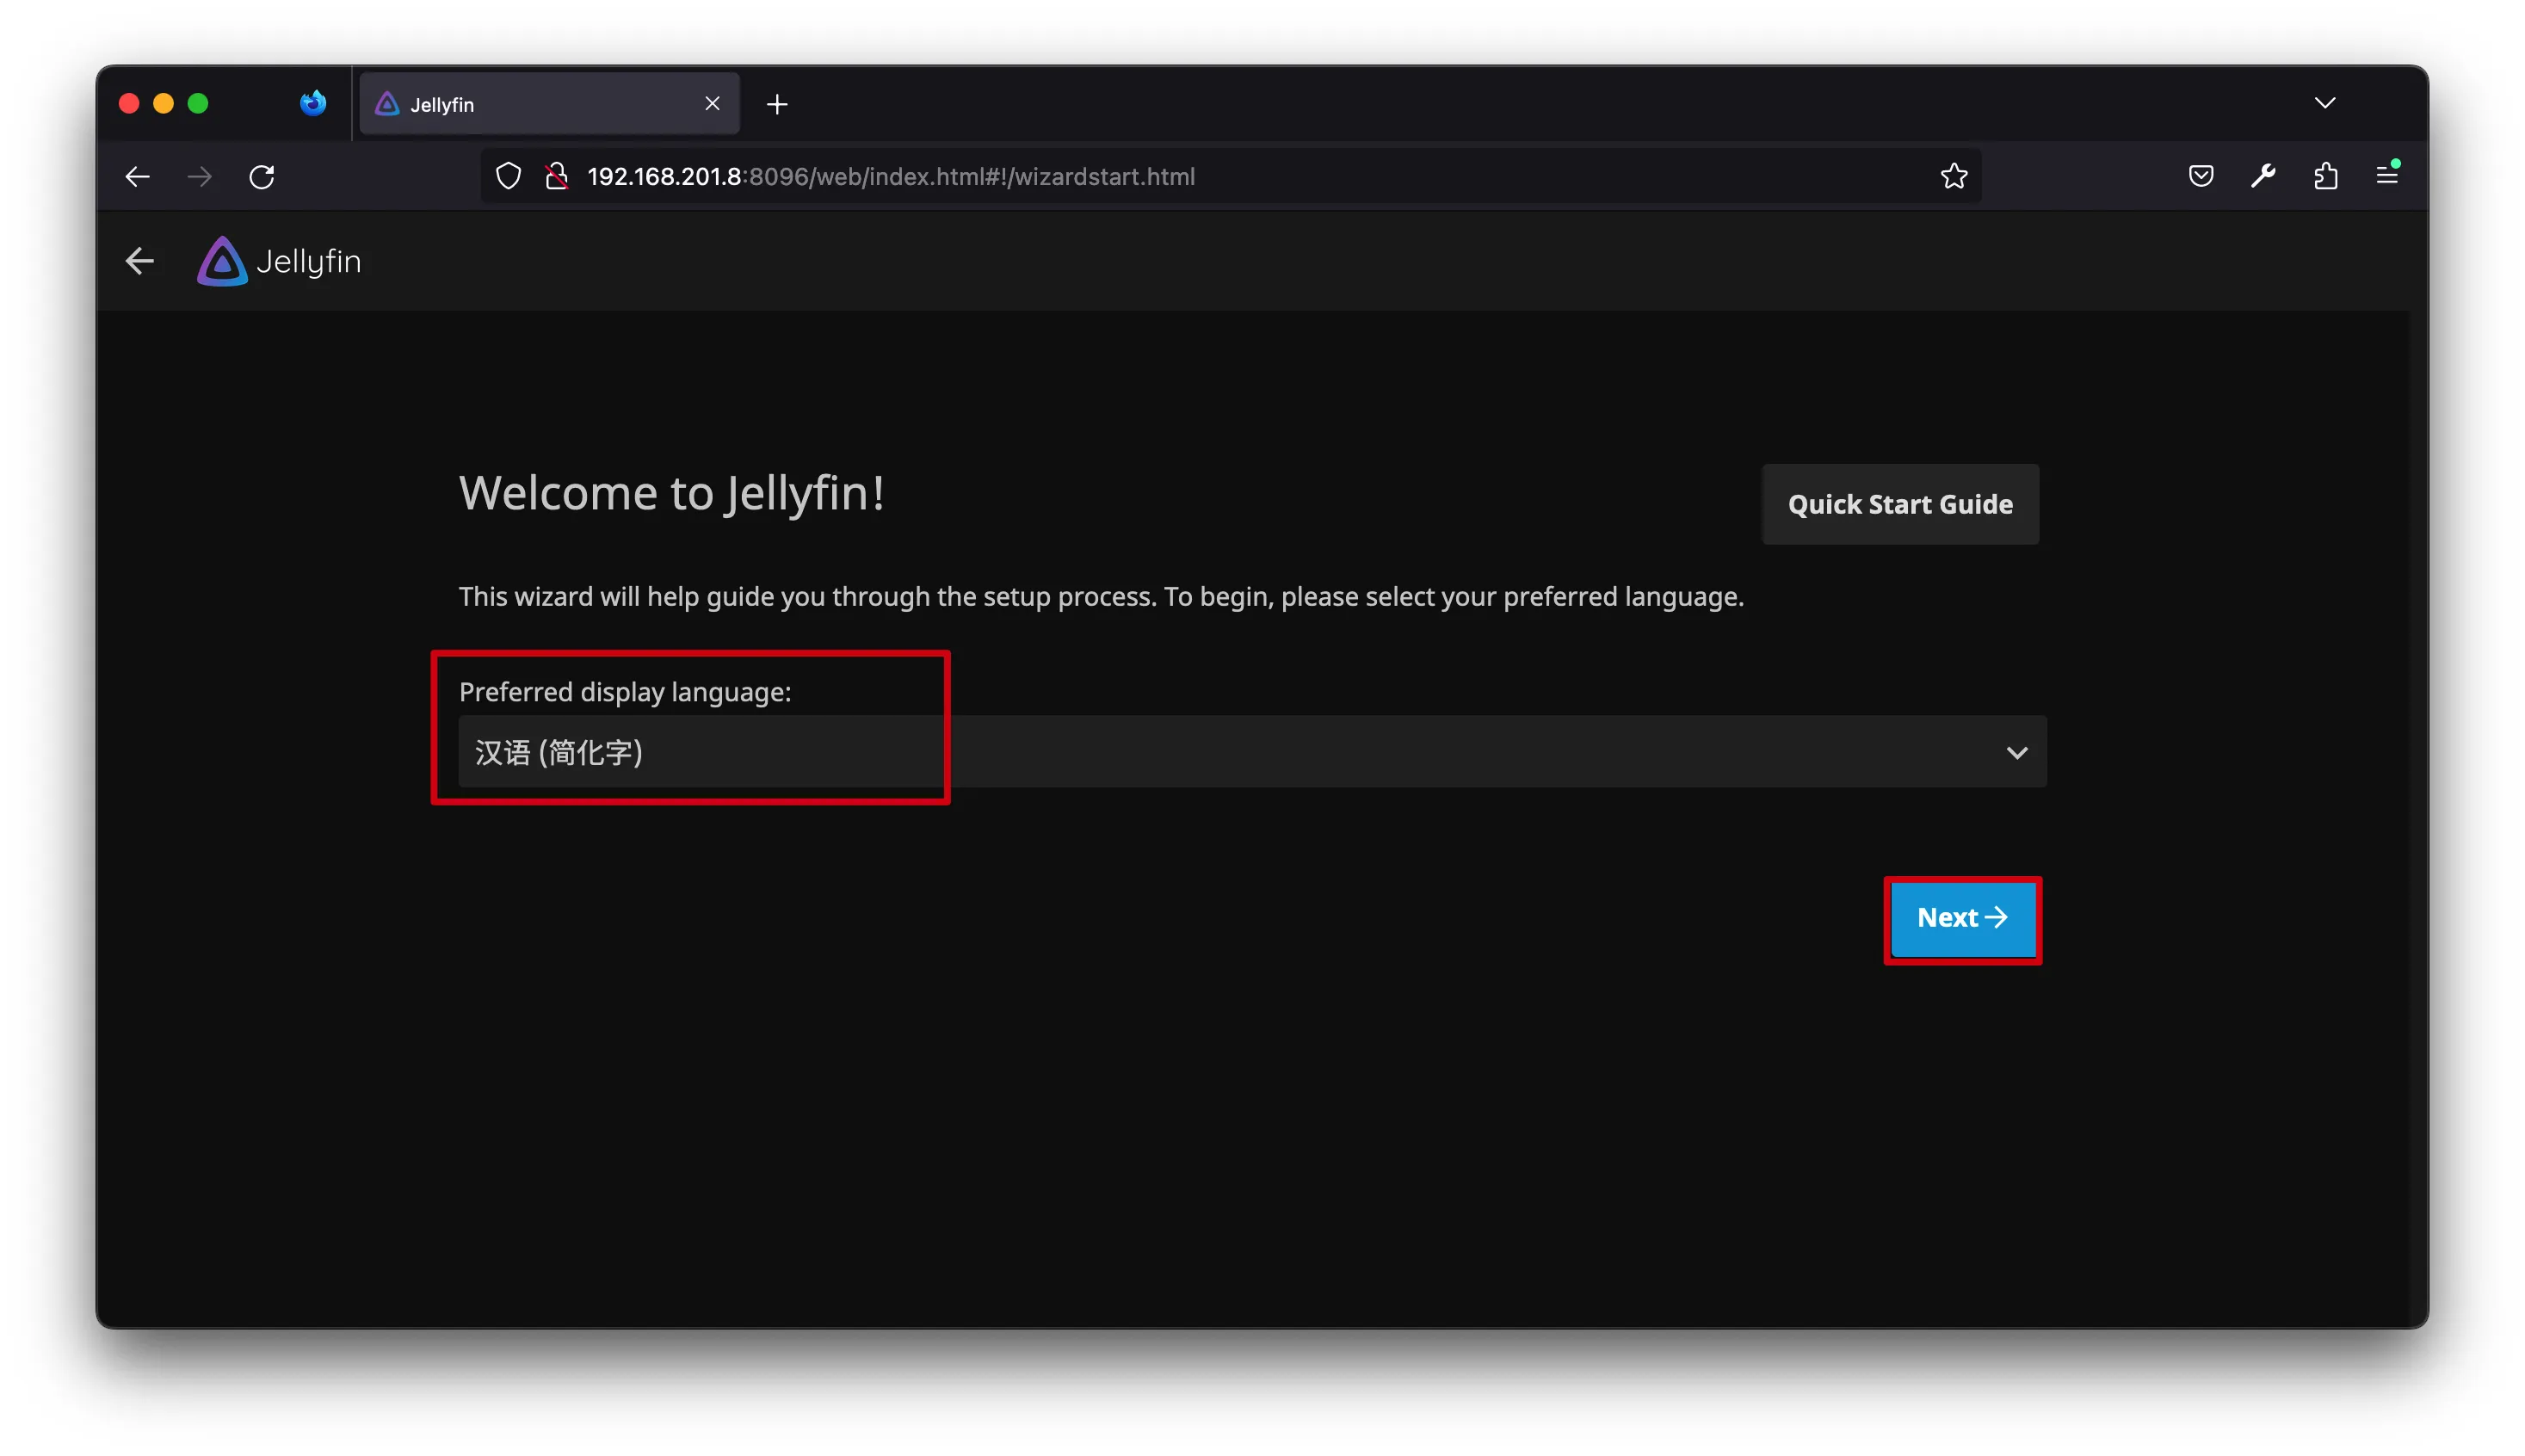 Jellyfin
192.168.201.8:8096/web/index.html#!/wizardstart.html
Jellyfin
Welcome to Jellyfin!
Quick Start Guide
This wizard will help guide you through the setup process. To begin, please select your preferred language.
Preferred display language:
汉语 (简化字)
Next